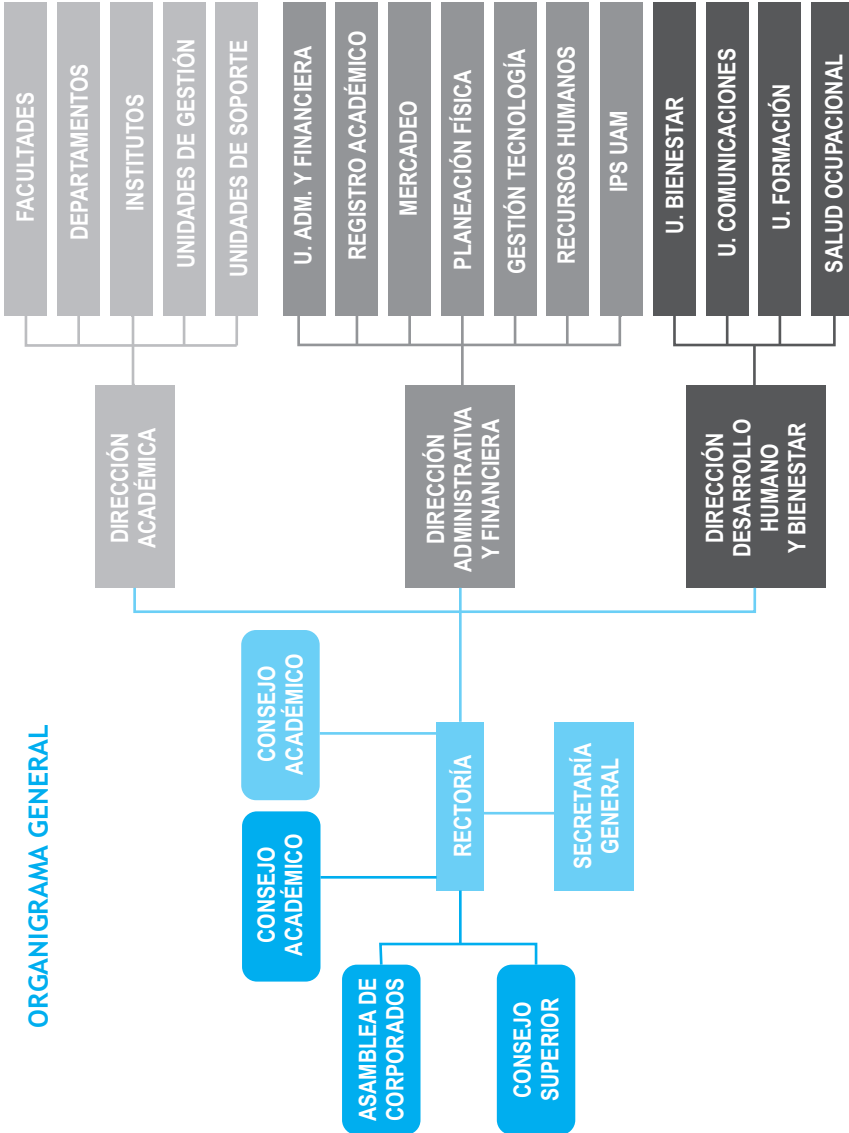 ORGANIGRAMA GENERAL
ASAMBLEA DE
CORPORADOS
CONSEJO
SUPERIOR
CONSEJO
ACADÉMICO
CONSEJO
ACADÉMICO
RECTORÍA
SECRETARÍA
GENERAL
DIRECCIÓN
ACADÉMICA
FACULTADES
DEPARTAMENTOS
INSTITUTOS
UNIDADES DE GESTIÓN
UNIDADES DE SOPORTE
DIRECCIÓN
ADMINISTRATIVA
Y FINANCIERA
U. ADM. Y FINANCIERA
REGISTRO ACADÉMICO
MERCADEO
PLANEACIÓN FÍSICA
GESTIÓN TECNOLOGÍA
RECURSOS HUMANOS
IPS UAM
DIRECCIÓN
DESARROLLO
HUMANO
Y BIENESTAR
U. BIENESTAR
U. COMUNICACIONES
U. FORMACIÓN
SALUD OCUPACIONAL